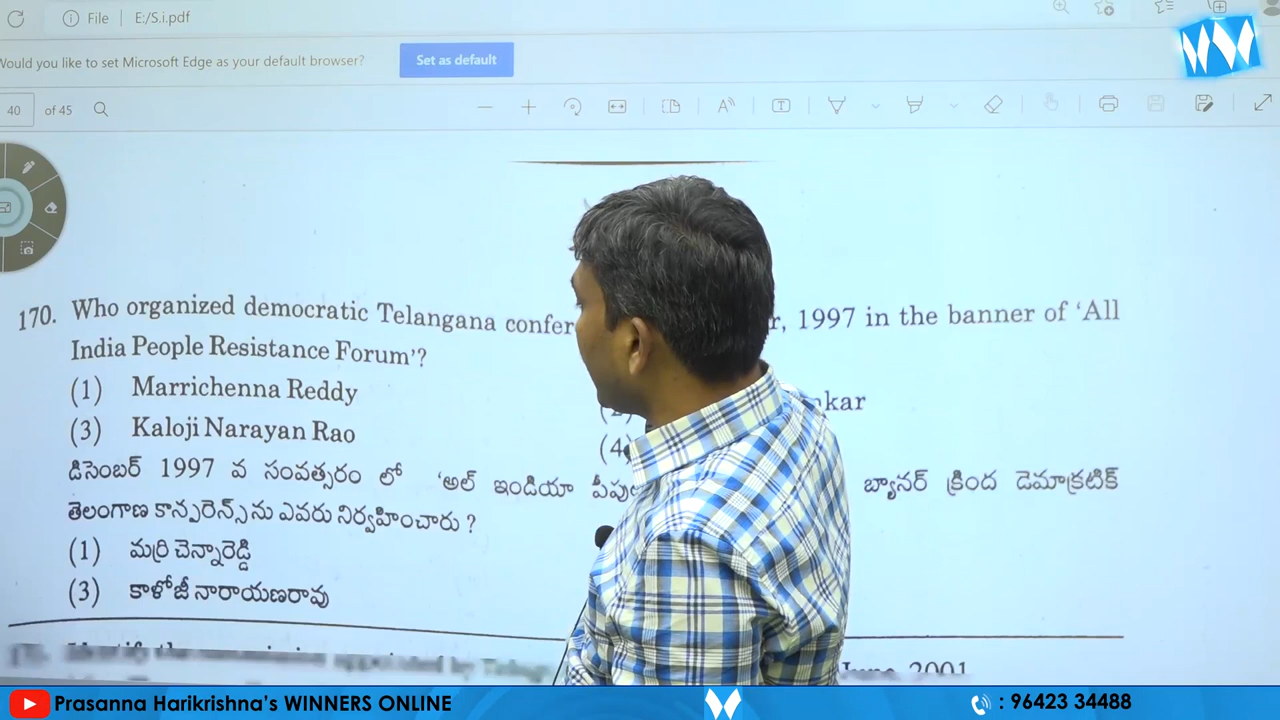 File E:/S.i.pdf
Would you like to set Microsoft Edge as your default browser? Set as default
40 of 45
170. Who organized democratic Telangana 1997 in the banner of ‘All
India People Resistance Forum’?
(1) Marrichenna Reddy
(3) Kaloji Narayan Rao
(4)
డిసెంబర్ 1997 వ సంవత్సరం లో ‘అల్ ఇండియా బ్యానర్ క్రింద డెమాక్రటిక్
తెలంగాణ కాన్ఫరెన్స్‌ను ఎవరు నిర్వహించారు ?
(1) మర్రి చెన్నారెడ్డి
(3) కాళోజీ నారాయణరావు
2001
Prasanna Harikrishna's WINNERS ONLINE : 96423 34488